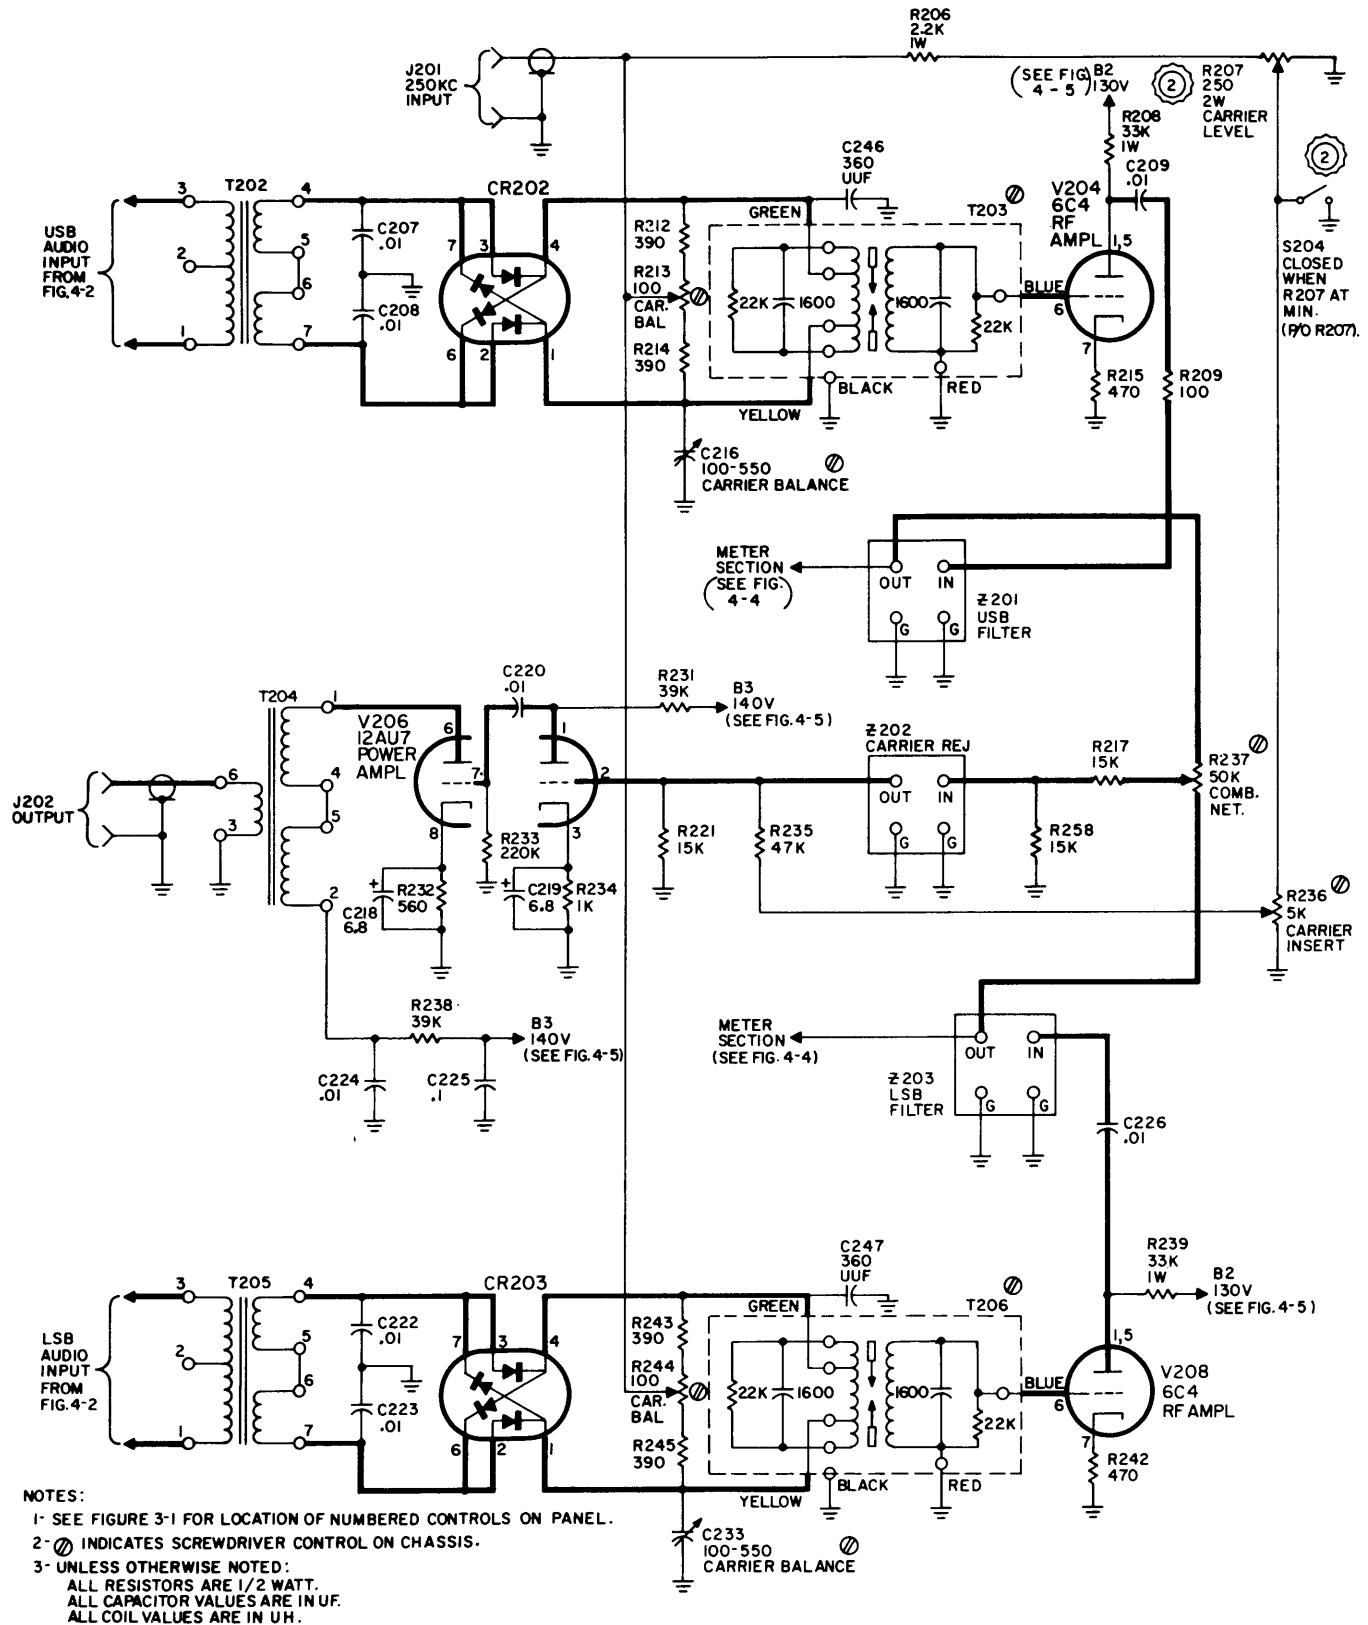 R206
2.2K
1W
J201
250KC
INPUT
(SEE FIG.
4-5)
B2
130V
2
R207
250
2W
CARRIER
LEVEL
R208
33K
1W
2
C246
360
UUF
C209
.01
3
T202
4
CR202
V204
6C4
RF
AMPL
T203
GREEN
USB
AUDIO
INPUT
FROM
FIG. 4-2
2
1
5
6
7
C207
.01
C208
.01
7
3
4
6
2
1
R212
390
R213
100
CAR.
BAL
R214
390
22K
1600
1600
22K
BLUE
6
1,5
7
S204
CLOSED
WHEN
R207 AT
MIN.
(P/O R207).
R215
470
R209
100
BLACK
RED
YELLOW
C216
100-550
CARRIER BALANCE
METER
SECTION
(SEE FIG.
4-4)
OUT
IN
G
G
Z201
USB
FILTER
C220
.01
R231
39K
B3
140V
(SEE FIG. 4-5)
T204
1
V206
12AU7
POWER
AMPL
6
1
7
2
Z202
CARRIER REJ
R217
15K
R237
50K
COMB.
NET.
J202
OUTPUT
6
3
4
5
2
8
3
OUT
IN
G
G
R221
15K
R235
47K
R258
15K
R233
220K
+
R232
560
C218
6.8
+
C219
6.8
R234
1K
R236
5K
CARRIER
INSERT
R238
39K
B3
140V
(SEE FIG. 4-5)
C224
.01
C225
.1
METER
SECTION
(SEE FIG. 4-4)
OUT
IN
G
G
Z203
LSB
FILTER
C226
.01
C247
360
UUF
R239
33K
1W
B2
130V
(SEE FIG. 4-5)
3
T205
4
CR203
GREEN
T206
LSB
AUDIO
INPUT
FROM
FIG. 4-2
2
1
5
6
7
C222
.01
C223
.01
7
3
4
6
2
1
R243
390
R244
100
CAR.
BAL
R245
390
22K
1600
1600
22K
BLUE
6
1,5
7
V208
6C4
RF AMPL
R242
470
BLACK
RED
YELLOW
C233
100-550
CARRIER BALANCE
NOTES:
1- SEE FIGURE 3-1 FOR LOCATION OF NUMBERED CONTROLS ON PANEL.
2- INDICATES SCREWDRIVER CONTROL ON CHASSIS.
3- UNLESS OTHERWISE NOTED:
ALL RESISTORS ARE 1/2 WATT.
ALL CAPACITOR VALUES ARE IN UF.
ALL COIL VALUES ARE IN UH.